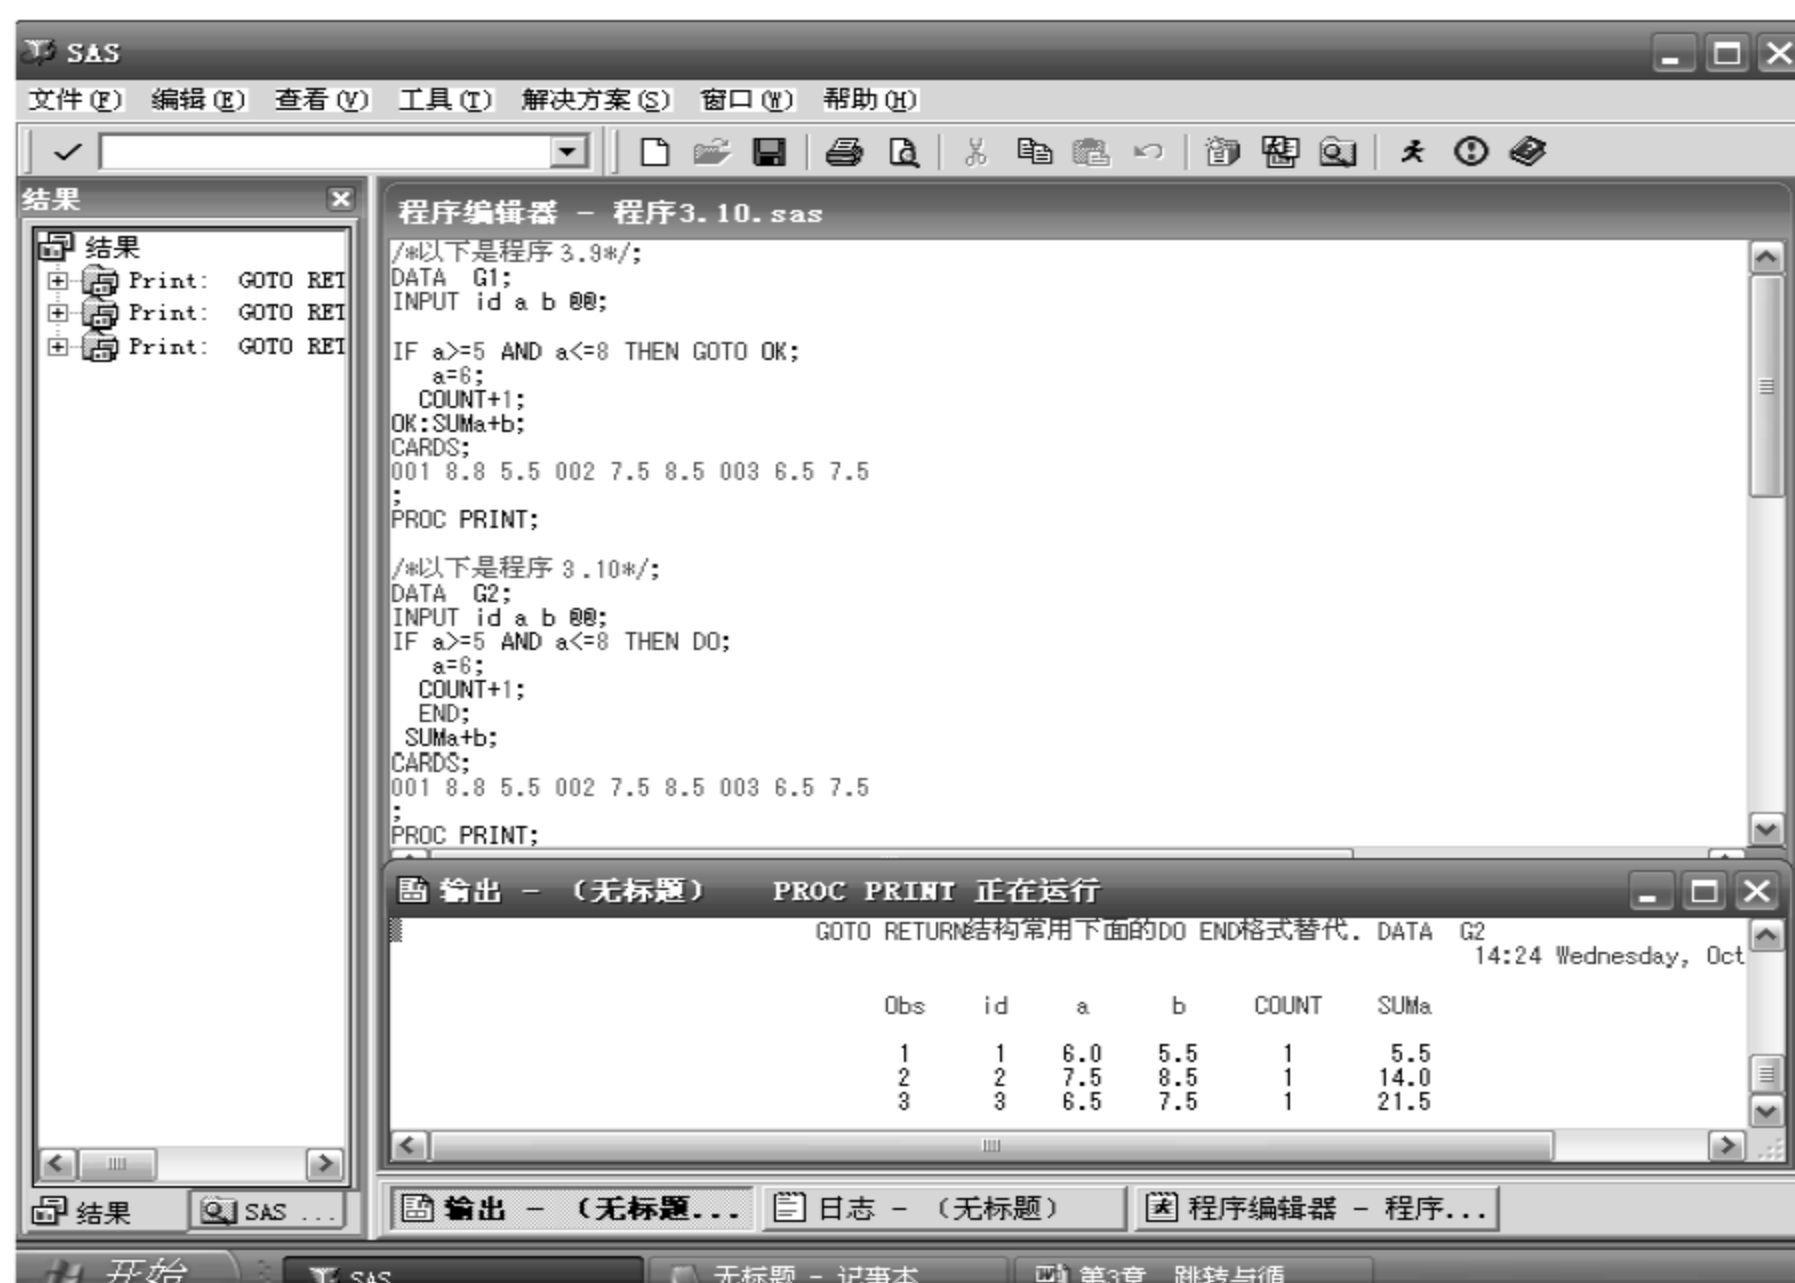 SAS
文件(F) 编辑(E) 查看(V) 工具(T) 解决方案(S) 窗口(W) 帮助(H)
结果
结果
Print: GOTO RET
Print: GOTO RET
Print: GOTO RET
程序编辑器 - 程序3.10.sas
/*以下是程序 3.9*/;
DATA G1;
INPUT id a b @@;
IF a>=5 AND a<=8 THEN GOTO OK;
a=6;
COUNT+1;
OK:SUMa+b;
CARDS;
001 8.8 5.5 002 7.5 8.5 003 6.5 7.5
;
PROC PRINT;
/*以下是程序 3.10*/;
DATA G2;
INPUT id a b @@;
IF a>=5 AND a<=8 THEN DO;
a=6;
COUNT+1;
END;
SUMa+b;
CARDS;
001 8.8 5.5 002 7.5 8.5 003 6.5 7.5
;
PROC PRINT;
输出 - (无标题) PROC PRINT 正在运行
GOTO RETURN结构常用下面的DO END格式替代. DATA G2
14:24 Wednesday, Oct
Obs id a b COUNT SUMa
1 1 6.0 5.5 1 5.5
2 2 7.5 8.5 1 14.0
3 3 6.5 7.5 1 21.5
结果 SAS ...
输出 - (无标题... 日志 - (无标题) 程序编辑器 - 程序...
开始 SAS 无标题 - 记事本 第3章 跳转与循